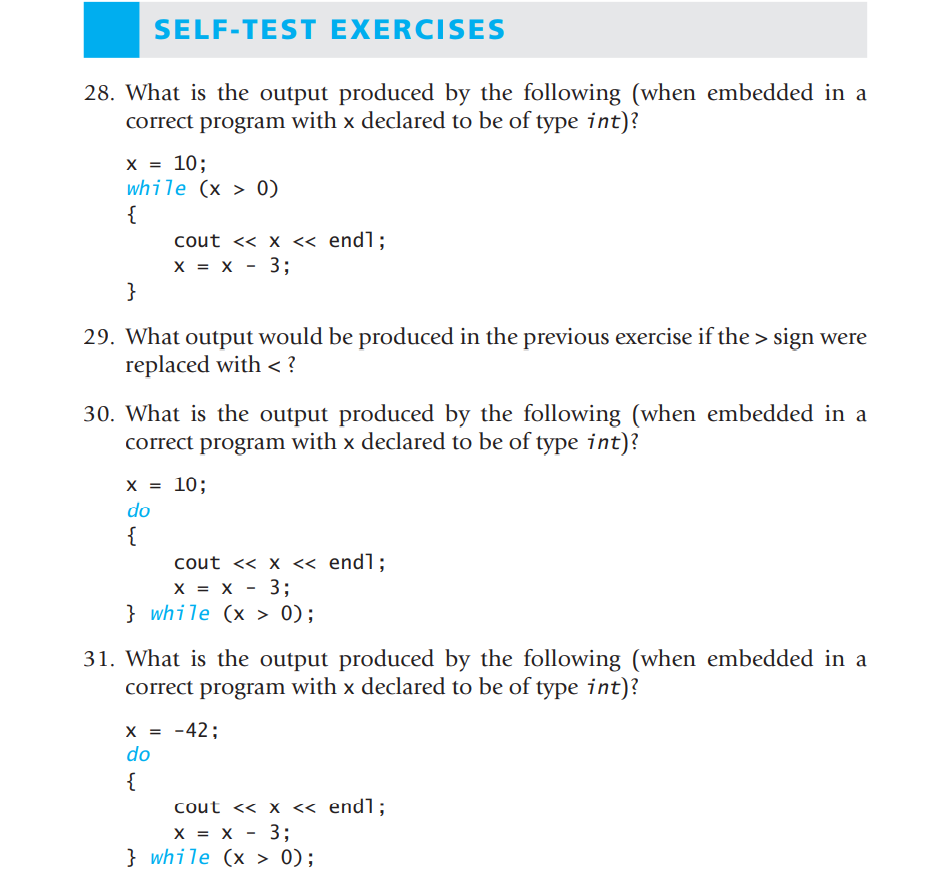 SELF-TEST EXERCISES
28. What is the output produced by the following (when embedded in a
correct program with x declared to be of type int)?
x = 10;
while (x > 0)
{
cout << x << endl;
x = x - 3;
}
29. What output would be produced in the previous exercise if the > sign were
replaced with < ?
30. What is the output produced by the following (when embedded in a
correct program with x declared to be of type int)?
x = 10;
do
{
cout << x << endl;
x = x - 3;
} while (x > 0);
31. What is the output produced by the following (when embedded in a
correct program with x declared to be of type int)?
x = -42;
do
{
cout << x << endl;
x = x - 3;
} while (x > 0);